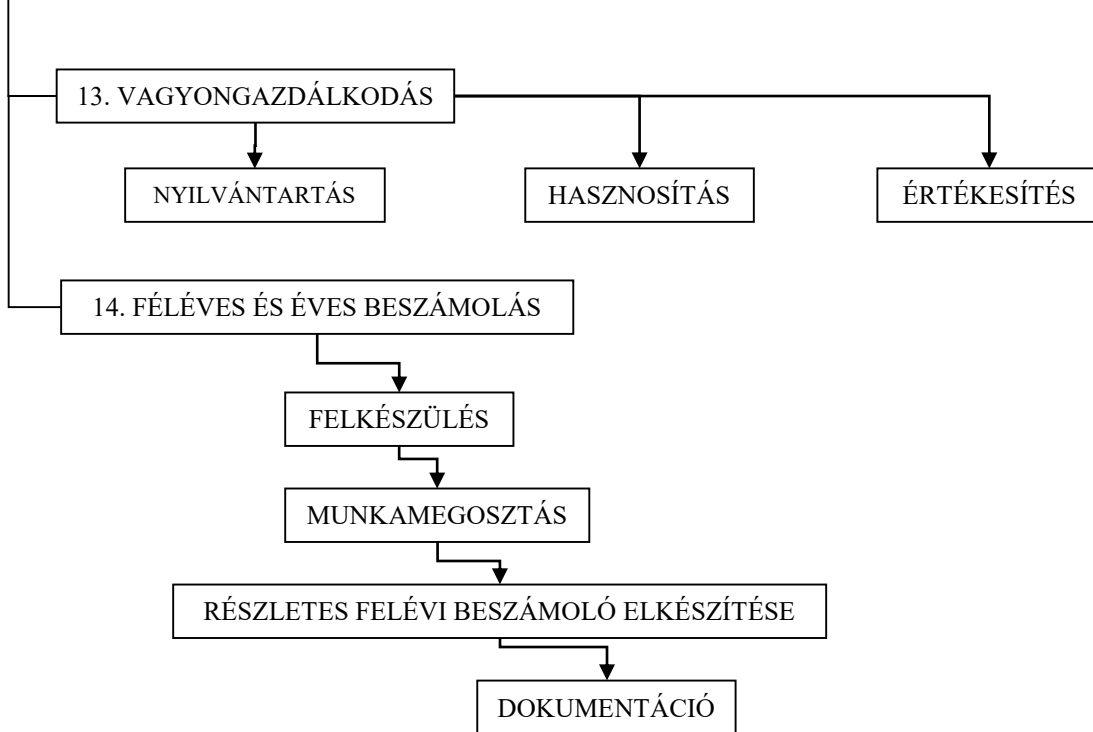 13. VAGYONGAZDÁLKODÁS
NYILVÁNTARTÁS
HASZNOSÍTÁS
ÉRTÉKESÍTÉS
14. FÉLÉVES ÉS ÉVES BESZÁMOLÁS
FELKÉSZÜLÉS
MUNKAMEGOSZTÁS
RÉSZLETES FELÉVI BESZÁMOLÓ ELKÉSZÍTÉSE
DOKUMENTÁCIÓ